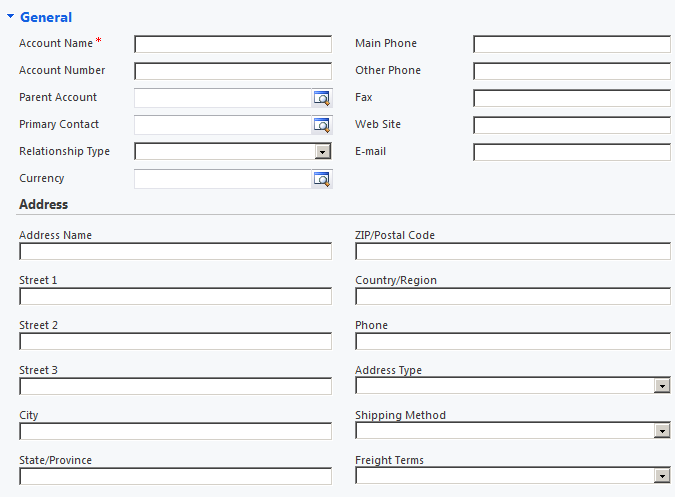 General
Account Name *
Main Phone
Account Number
Other Phone
Parent Account
Fax
Primary Contact
Web Site
Relationship Type
E-mail
Currency
Address
Address Name
ZIP/Postal Code
Street 1
Country/Region
Street 2
Phone
Street 3
Address Type
City
Shipping Method
State/Province
Freight Terms